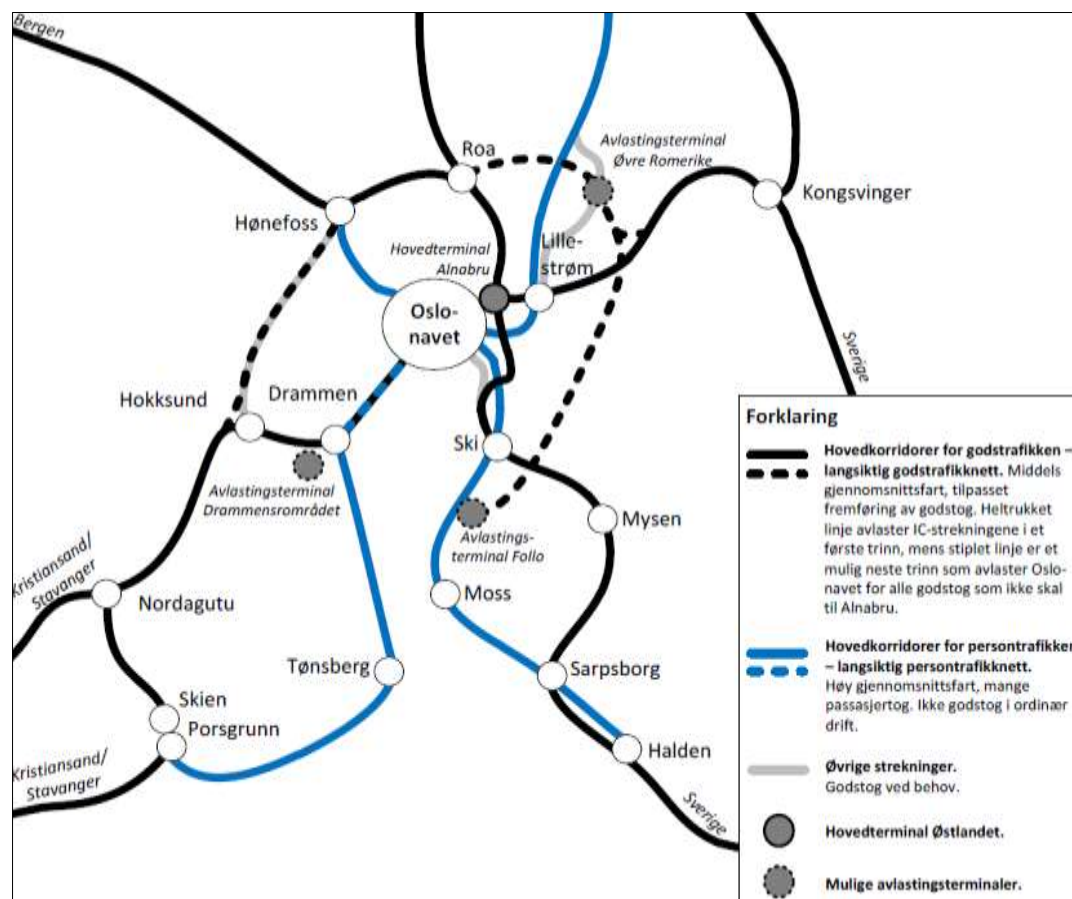 Bergen
Roa
Avlastingsterminal
Øvre Romerike
Kongsvinger
Hønefoss
Hovedterminal
Alnabru
Lille-
strøm
Oslo-
navet
Sverige
Hokksund
Drammen
Ski
Avlastingsterminal
Drammensområdet
Mysen
Avlastings-
terminal Follo
Kristiansand/
Stavanger
Nordagutu
Moss
Tønsberg
Sarpsborg
Skien
Porsgrunn
Halden
Kristiansand/
Stavanger
Sverige
Forklaring
Hovedkorridorer for godstrafikken –
langsiktig godstrafikknett. Middels
gjennomsnittsfart, tilpasset
fremføring av godstog. Heltrukket
linje avlaster IC-strekningene i et
første trinn, mens stiplet linje er et
mulig neste trinn som avlaster Oslo-
navet for alle godstog som ikke skal
til Alnabru.
Hovedkorridorer for persontrafikken
– langsiktig persontrafikknett.
Høy gjennomsnittsfart, mange
passasjertog. Ikke godstog i ordinær
drift.
Øvrige strekninger.
Godstog ved behov.
Hovedterminal Østlandet.
Mulige avlastingsterminaler.